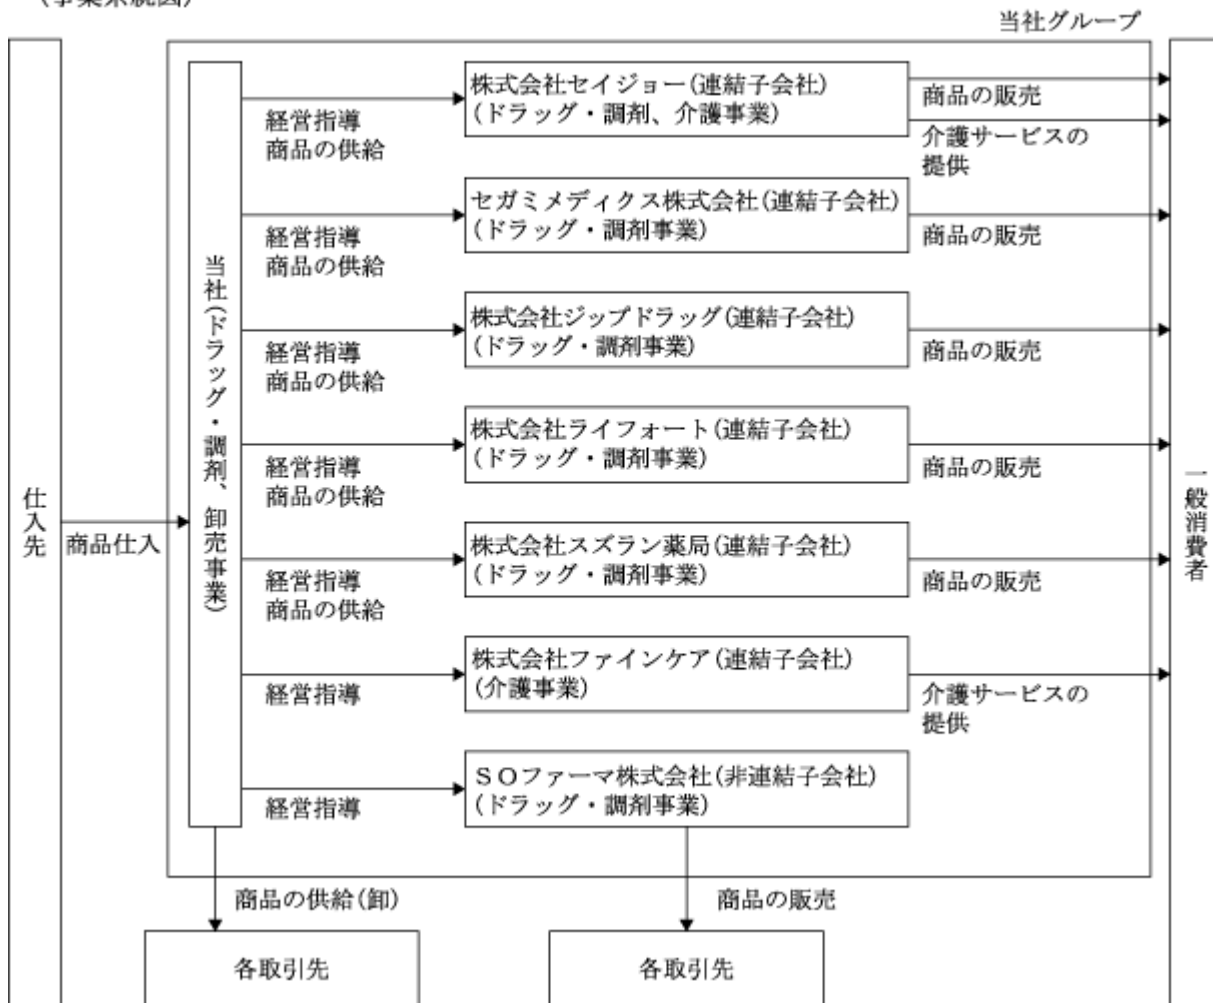 (事業系統図)
当社グループ
仕入先
商品仕入
当社(ドラッグ・調剤、卸売事業)
経営指導
商品の供給
株式会社セイジョー(連結子会社)
(ドラッグ・調剤、介護事業)
商品の販売
介護サービスの
提供
経営指導
商品の供給
セガミメディクス株式会社(連結子会社)
(ドラッグ・調剤事業)
商品の販売
経営指導
商品の供給
株式会社ジップドラッグ(連結子会社)
(ドラッグ・調剤事業)
商品の販売
経営指導
商品の供給
株式会社ライフォート(連結子会社)
(ドラッグ・調剤事業)
商品の販売
経営指導
商品の供給
株式会社スズラン薬局(連結子会社)
(ドラッグ・調剤事業)
商品の販売
経営指導
株式会社ファインケア(連結子会社)
(介護事業)
介護サービスの
提供
経営指導
SOファーマ株式会社(非連結子会社)
(ドラッグ・調剤事業)
一般消費者
商品の供給(卸)
商品の販売
各取引先
各取引先